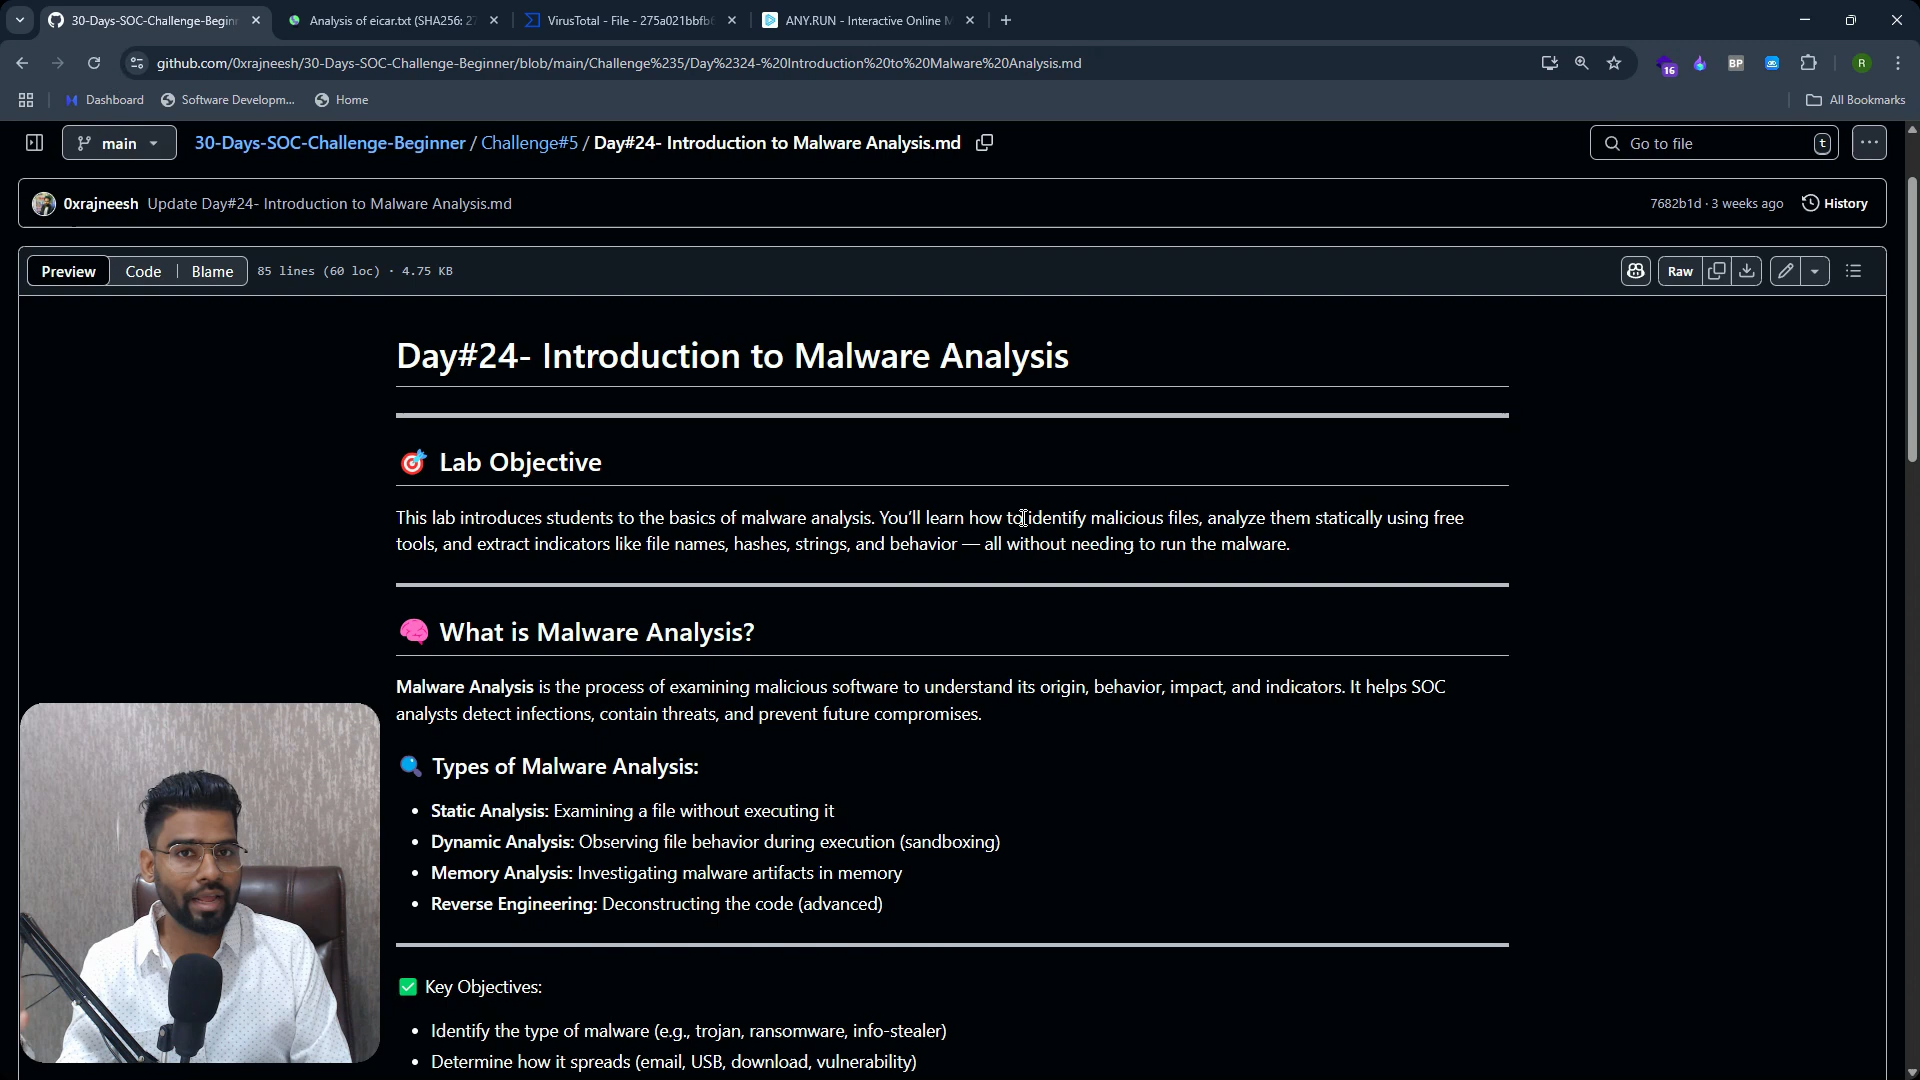 30-Days-SOC-Challenge-Beginn
Analysis of eicar.txt (SHA256: 27
VirusTotal - File - 275a021bbfb6
ANY.RUN - Interactive Online M
github.com/0xrajneesh/30-Days-SOC-Challenge-Beginner/blob/main/Challenge%235/Day%2324-%20Introduction%20to%20Malware%20Analysis.md
16
BP
R
Dashboard
Software Developm...
Home
All Bookmarks
main
30-Days-SOC-Challenge-Beginner / Challenge#5 / Day#24- Introduction to Malware Analysis.md
Go to file
t
0xrajneesh Update Day#24- Introduction to Malware Analysis.md
7682b1d · 3 weeks ago
History
Preview
Code
Blame
85 lines (60 loc) · 4.75 KB
Raw
Day#24- Introduction to Malware Analysis
Lab Objective
This lab introduces students to the basics of malware analysis. You'll learn how to identify malicious files, analyze them statically using free
tools, and extract indicators like file names, hashes, strings, and behavior — all without needing to run the malware.
What is Malware Analysis?
Malware Analysis is the process of examining malicious software to understand its origin, behavior, impact, and indicators. It helps SOC
analysts detect infections, contain threats, and prevent future compromises.
Types of Malware Analysis:
• Static Analysis: Examining a file without executing it
• Dynamic Analysis: Observing file behavior during execution (sandboxing)
• Memory Analysis: Investigating malware artifacts in memory
• Reverse Engineering: Deconstructing the code (advanced)
Key Objectives:
• Identify the type of malware (e.g., trojan, ransomware, info-stealer)
• Determine how it spreads (email, USB, download, vulnerability)